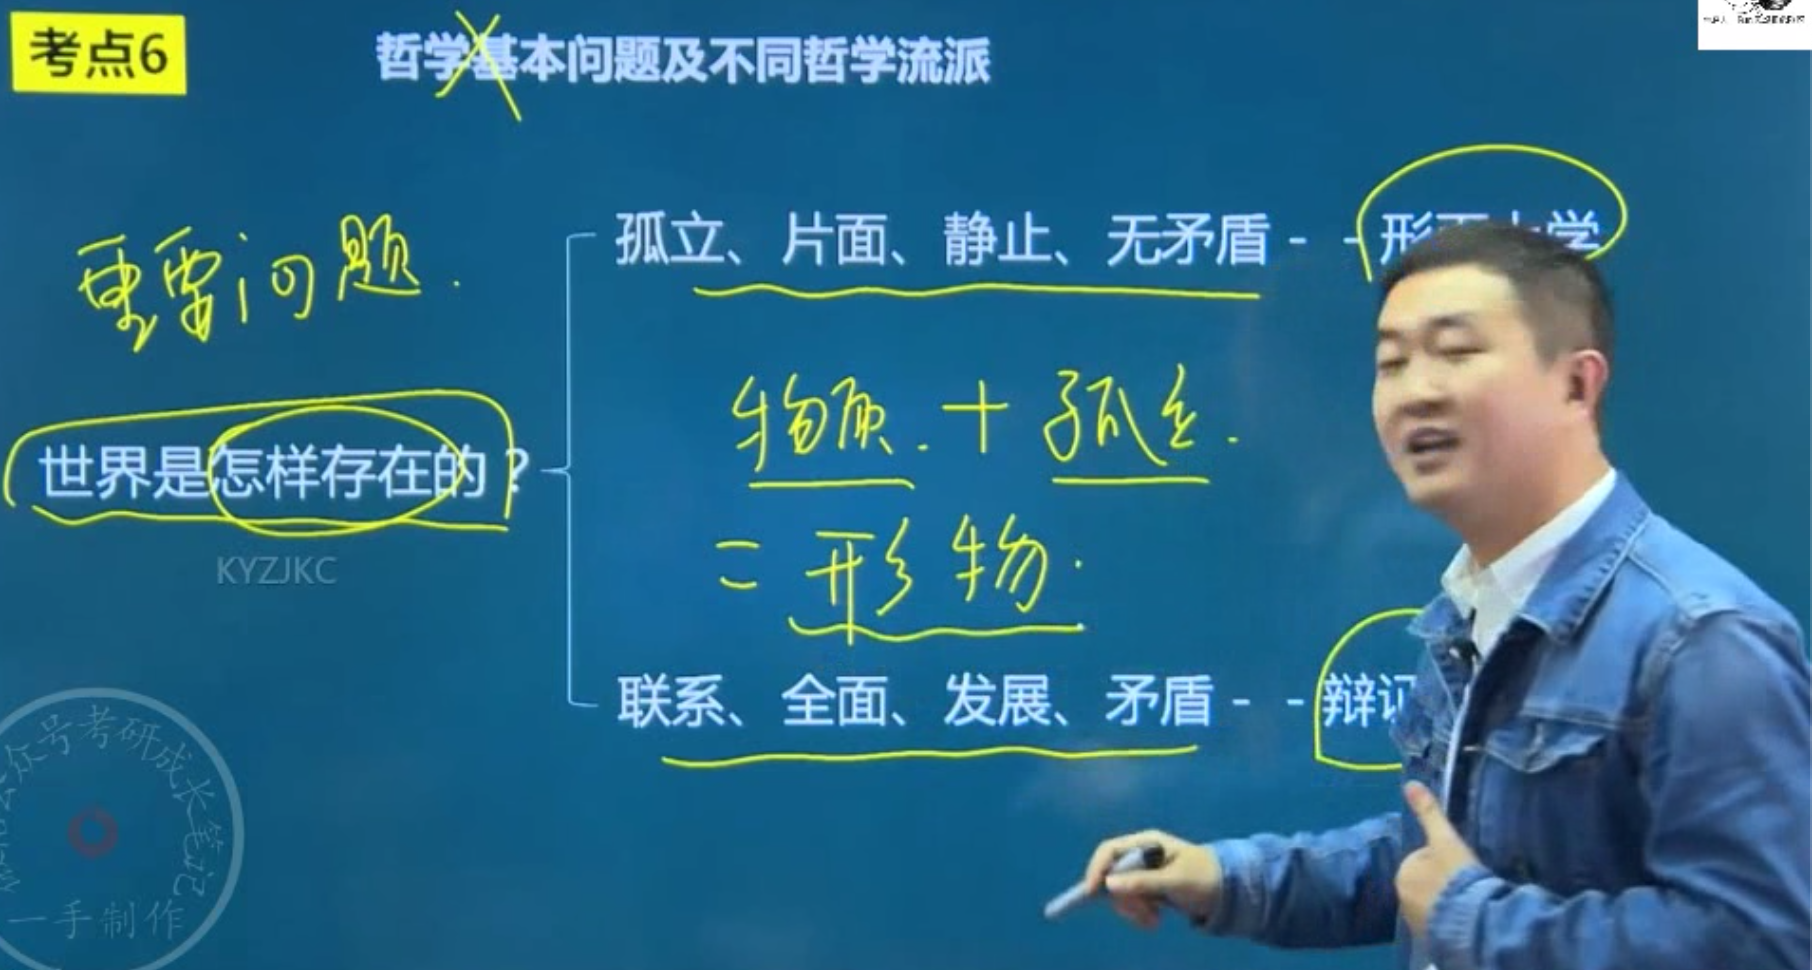 考点6
哲学基本问题及不同哲学流派
重要问题.
孤立、片面、静止、无矛盾--形而上学
物质.+孤立.
世界是怎样存在的?
=形物.
KYZJKC
联系、全面、发展、矛盾--辩证
众号考研成长笔记
一手制作